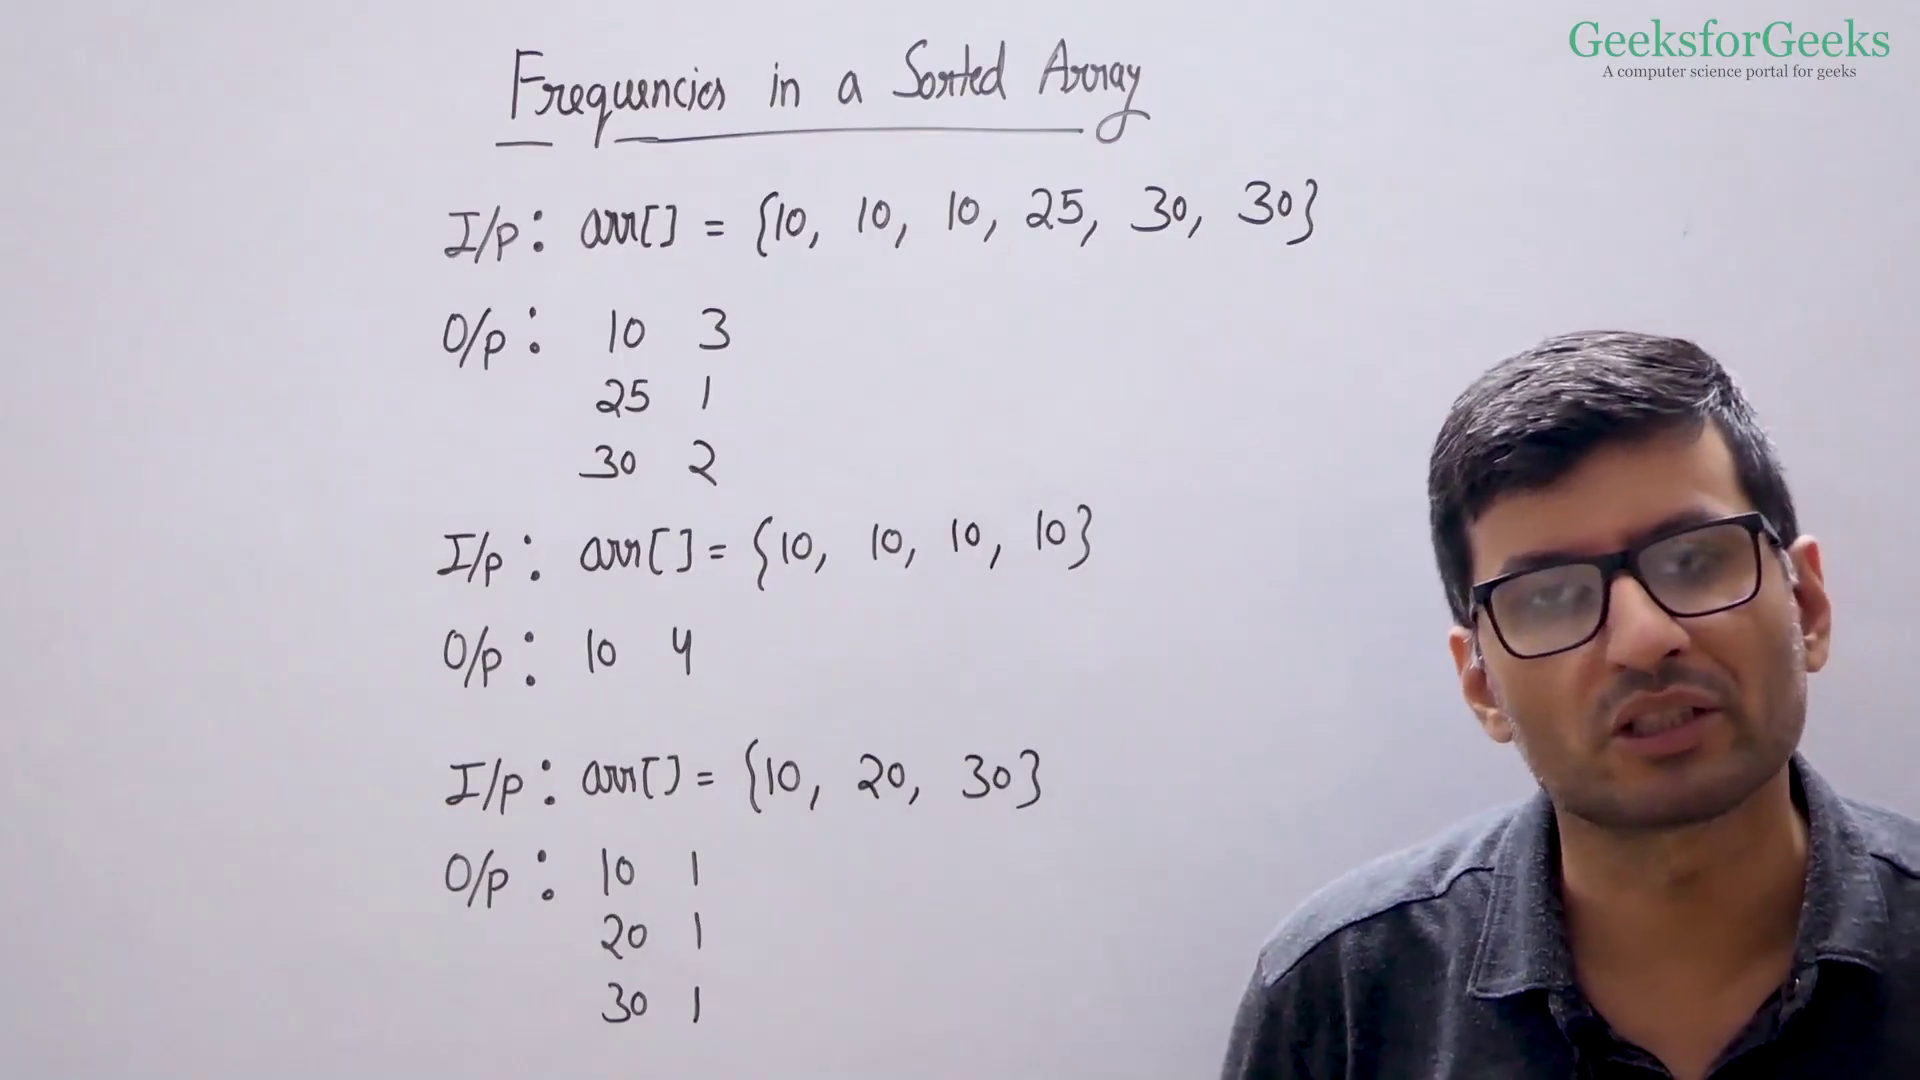 GeeksforGeeks
A computer science portal for geeks
Frequencies in a Sorted Array
I/p: arr[] = {10, 10, 10, 25, 30, 30}
O/p: 10 3
25 1
30 2
I/p: arr[] = {10, 10, 10, 10}
O/p: 10 4
I/p: arr[] = {10, 20, 30}
O/p: 10 1
20 1
30 1